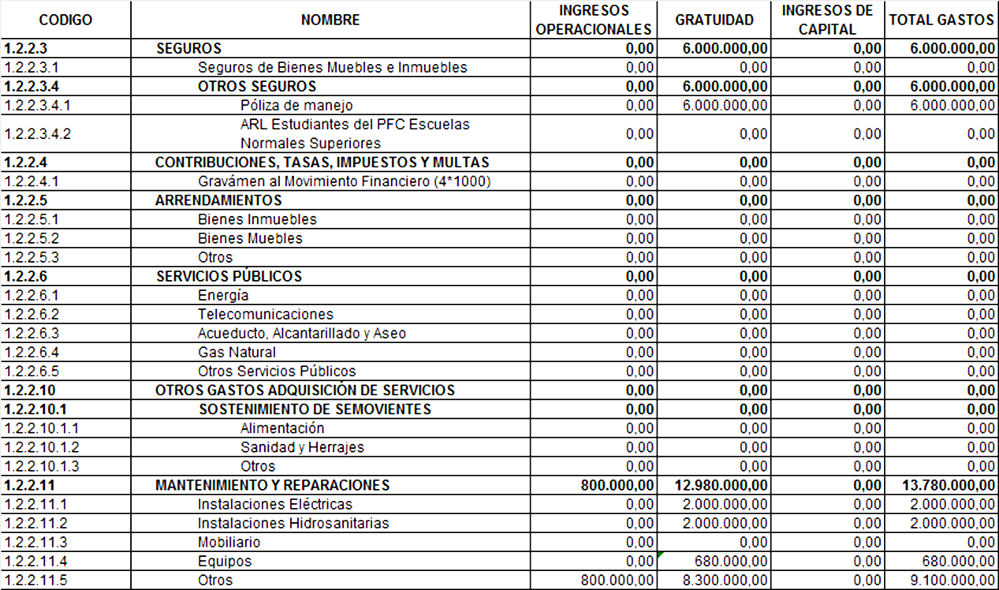 CODIGO NOMBRE INGRESOS OPERACIONALES GRATUIDAD INGRESOS DE CAPITAL TOTAL GASTOS
1.2.2.3 SEGUROS 0,00 6.000.000,00 0,00 6.000.000,00
1.2.2.3.1 Seguros de Bienes Muebles e Inmuebles 0,00 0,00 0,00 0,00
1.2.2.3.4 OTROS SEGUROS 0,00 6.000.000,00 0,00 6.000.000,00
1.2.2.3.4.1 Póliza de manejo 0,00 6.000.000,00 0,00 6.000.000,00
1.2.2.3.4.2 ARL Estudiantes del PFC Escuelas Normales Superiores 0,00 0,00 0,00 0,00
1.2.2.4 CONTRIBUCIONES, TASAS, IMPUESTOS Y MULTAS 0,00 0,00 0,00 0,00
1.2.2.4.1 Gravámen al Movimiento Financiero (4*1000) 0,00 0,00 0,00 0,00
1.2.2.5 ARRENDAMIENTOS 0,00 0,00 0,00 0,00
1.2.2.5.1 Bienes Inmuebles 0,00 0,00 0,00 0,00
1.2.2.5.2 Bienes Muebles 0,00 0,00 0,00 0,00
1.2.2.5.3 Otros 0,00 0,00 0,00 0,00
1.2.2.6 SERVICIOS PÚBLICOS 0,00 0,00 0,00 0,00
1.2.2.6.1 Energía 0,00 0,00 0,00 0,00
1.2.2.6.2 Telecomunicaciones 0,00 0,00 0,00 0,00
1.2.2.6.3 Acueducto, Alcantarillado y Aseo 0,00 0,00 0,00 0,00
1.2.2.6.4 Gas Natural 0,00 0,00 0,00 0,00
1.2.2.6.5 Otros Servicios Públicos 0,00 0,00 0,00 0,00
1.2.2.10 OTROS GASTOS ADQUISICIÓN DE SERVICIOS 0,00 0,00 0,00 0,00
1.2.2.10.1 SOSTENIMIENTO DE SEMOVIENTES 0,00 0,00 0,00 0,00
1.2.2.10.1.1 Alimentación 0,00 0,00 0,00 0,00
1.2.2.10.1.2 Sanidad y Herrajes 0,00 0,00 0,00 0,00
1.2.2.10.1.3 Otros 0,00 0,00 0,00 0,00
1.2.2.11 MANTENIMIENTO Y REPARACIONES 800.000,00 12.980.000,00 0,00 13.780.000,00
1.2.2.11.1 Instalaciones Eléctricas 0,00 2.000.000,00 0,00 2.000.000,00
1.2.2.11.2 Instalaciones Hidrosanitarias 0,00 2.000.000,00 0,00 2.000.000,00
1.2.2.11.3 Mobiliario 0,00 0,00 0,00 0,00
1.2.2.11.4 Equipos 0,00 680.000,00 0,00 680.000,00
1.2.2.11.5 Otros 800.000,00 8.300.000,00 0,00 9.100.000,00